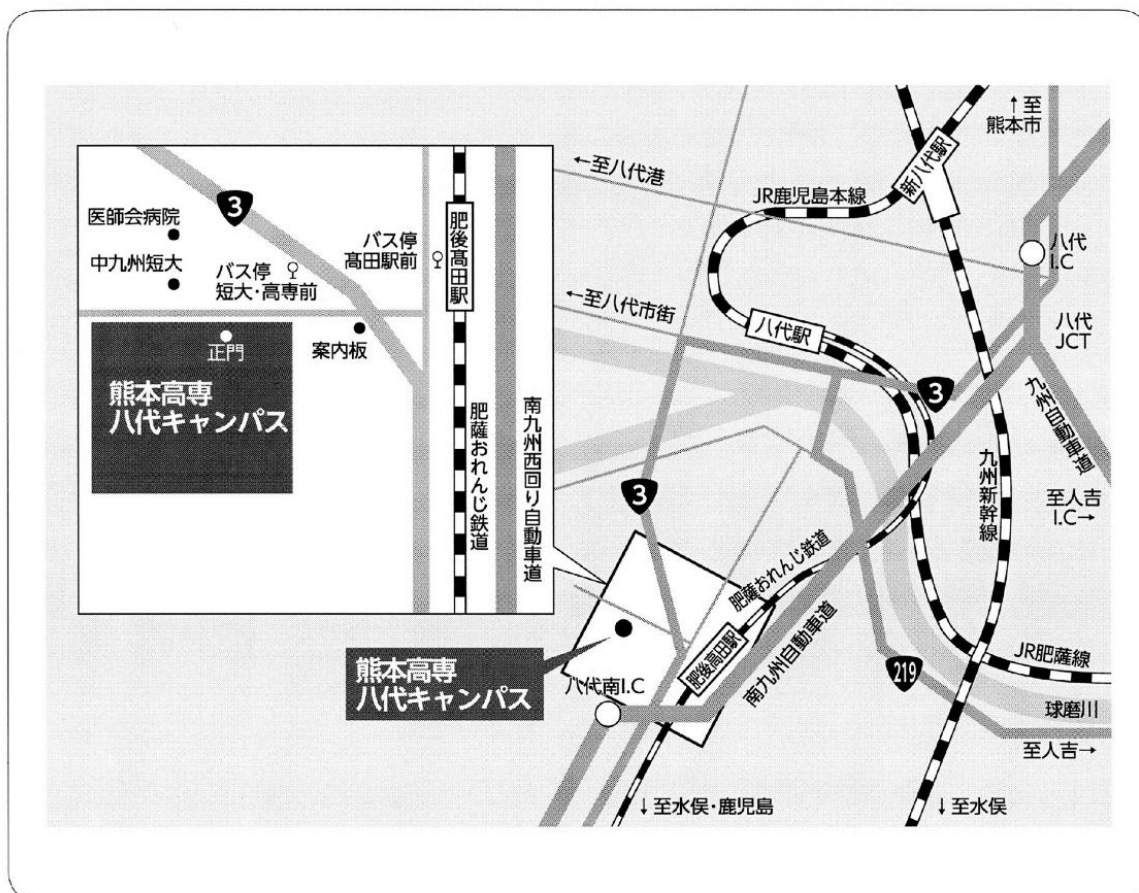 ↑至
熊本市
新八代駅
←至八代港
JR鹿児島本線
八代
I.C
3
医師会病院
中九州短大
バス停
短大・高専前
バス停
髙田駅前
肥後髙田駅
←至八代市街
八代駅
八代
JCT
正門
案内板
熊本高専
八代キャンパス
肥薩おれんじ鉄道
南九州西回り自動車道
3
九州自動車道
九州新幹線
至人吉
I.C→
3
肥薩おれんじ鉄道
南九州自動車道
肥後高田駅
熊本高専
八代キャンパス
八代南I.C
219
JR肥薩線
球磨川
至人吉→
↓至水俣・鹿児島
↓至水俣